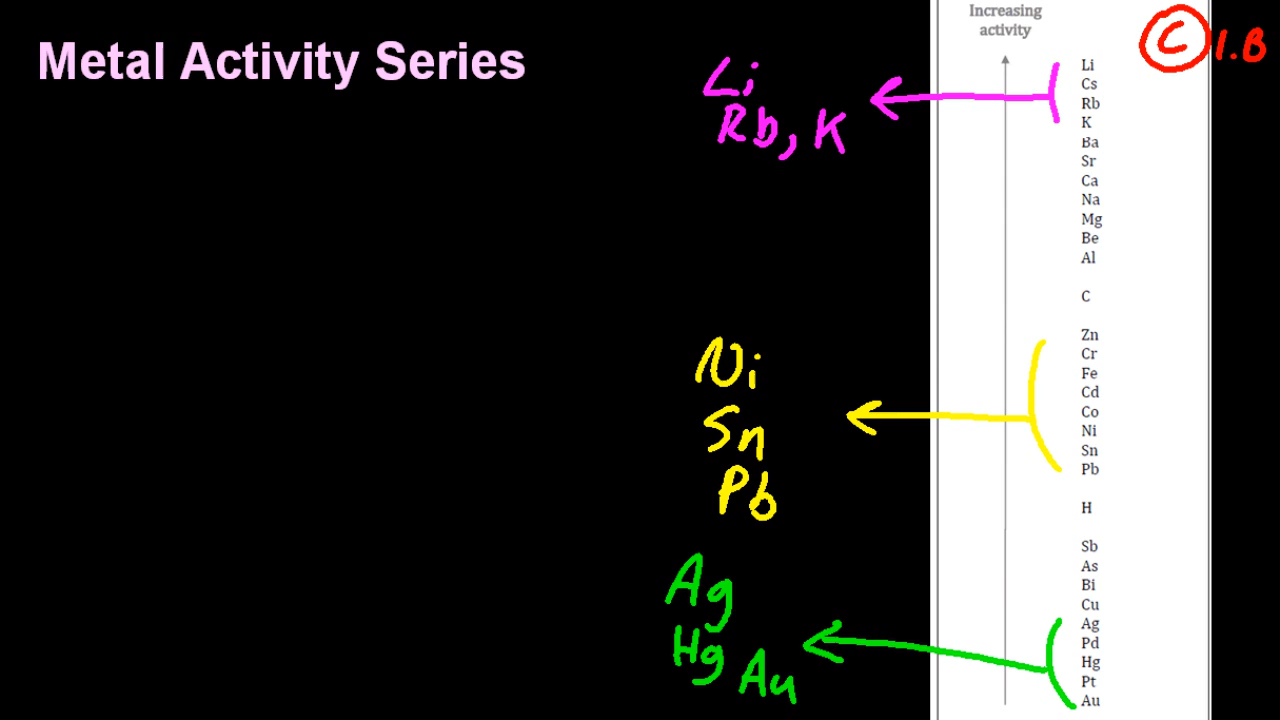 Metal Activity Series
Li
Rb, K
Ni
Sn
Pb
Ag
Hg Au
Increasing
activity
Li
Cs
Rb
K
Ba
Sr
Ca
Na
Mg
Be
Al
C
Zn
Cr
Fe
Cd
Co
Ni
Sn
Pb
H
Sb
As
Bi
Cu
Ag
Pd
Hg
Pt
Au
C 1.B